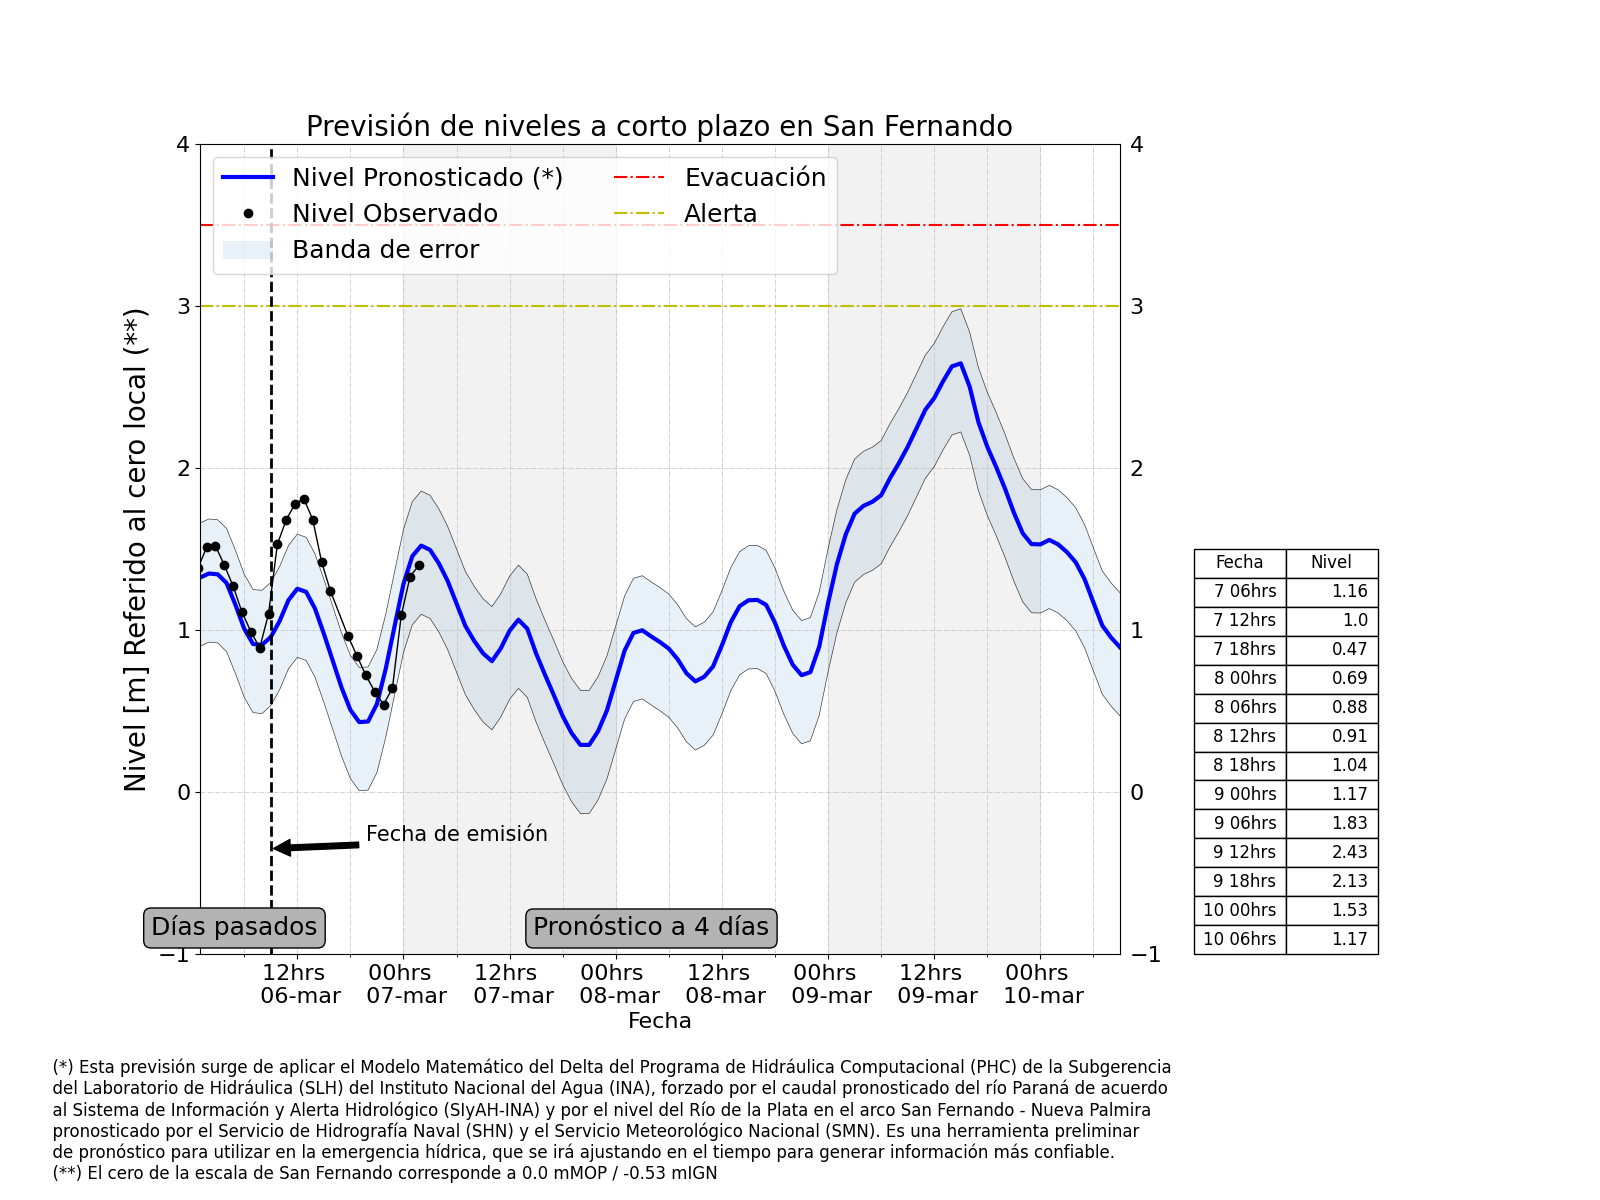 Previsión de niveles a corto plazo en San Fernando
Nivel Pronosticado (*)
Nivel Observado
Banda de error
Evacuación
Alerta
4
3
2
1
0
−1
4
3
2
1
0
−1
Nivel [m] Referido al cero local (**)
Fecha de emisión
Días pasados
Pronóstico a 4 días
12hrs 00hrs 12hrs 00hrs 12hrs 00hrs 12hrs 00hrs
06-mar 07-mar 07-mar 08-mar 08-mar 09-mar 09-mar 10-mar
Fecha
Fecha Nivel
7 06hrs 1.16
7 12hrs 1.0
7 18hrs 0.47
8 00hrs 0.69
8 06hrs 0.88
8 12hrs 0.91
8 18hrs 1.04
9 00hrs 1.17
9 06hrs 1.83
9 12hrs 2.43
9 18hrs 2.13
10 00hrs 1.53
10 06hrs 1.17
(*) Esta previsión surge de aplicar el Modelo Matemático del Delta del Programa de Hidráulica Computacional (PHC) de la Subgerencia
del Laboratorio de Hidráulica (SLH) del Instituto Nacional del Agua (INA), forzado por el caudal pronosticado del río Paraná de acuerdo
al Sistema de Información y Alerta Hidrológico (SIyAH-INA) y por el nivel del Río de la Plata en el arco San Fernando - Nueva Palmira
pronosticado por el Servicio de Hidrografía Naval (SHN) y el Servicio Meteorológico Nacional (SMN). Es una herramienta preliminar
de pronóstico para utilizar en la emergencia hídrica, que se irá ajustando en el tiempo para generar información más confiable.
(**) El cero de la escala de San Fernando corresponde a 0.0 mMOP / -0.53 mIGN